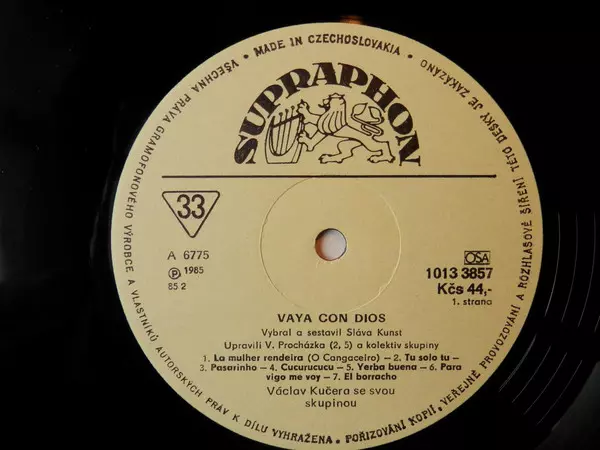 VŠECHNA PRÁVA GRAMOFONOVÉHO VÝROBCE A VLASTNÍKŮ AUTORSKÝCH PRÁV K DÍLU VYHRAŽENA. POŘIZOVÁNÍ KOPIÍ, VEŘEJNÉ PROVOZOVÁNÍ A ROZHLASOVÉ ŠÍŘENÍ TÉTO DESKY JE ZAKÁZÁNO
• MADE IN CZECHOSLOVAKIA •
SUPRAPHON
33
A 6775
Ⓟ 1985
85 2
OSA
1013 3857
Kčs 44,-
1. strana
VAYA CON DIOS
Vybral a sestavil Sláva Kunst
Upravili V. Procházka (2, 5) a kolektiv skupiny
1. La mulher rendeira (O Cangaceiro) – 2. Tu solo tu –
3. Pasarinho – 4. Cucurucucu – 5. Yerba buena – 6. Para
vigo me voy – 7. El borracho
Václav Kučera se svou
skupinou